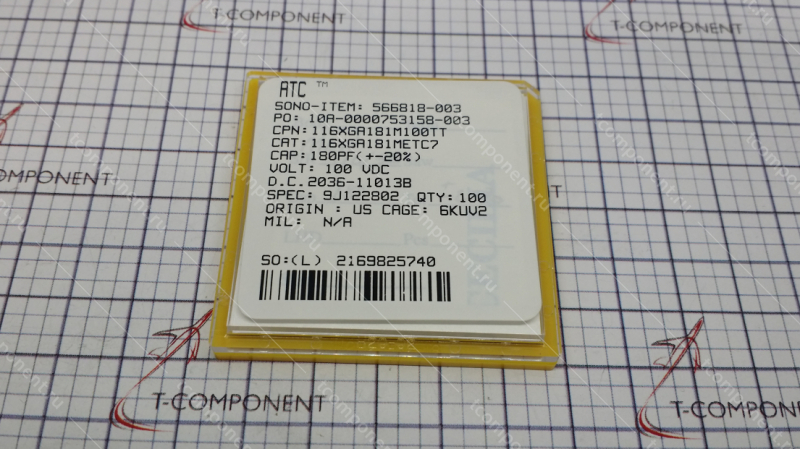 T-COMPONENT
T-COMPONENT
ATC ™
SONO-ITEM: 566818-003
PO: 10A-0000753158-003
CPN:116XGA181M100TT
CAT:116XGA181METC7
CAP:180PF(+-20%)
VOLT: 100 VDC
D.C.2036-11013B
SPEC: 9J122802 QTY:100
ORIGIN : US CAGE: 6KUV2
MIL: N/A
SO:(L) 2169825740
T-COMPONENT
T-COMPONENT